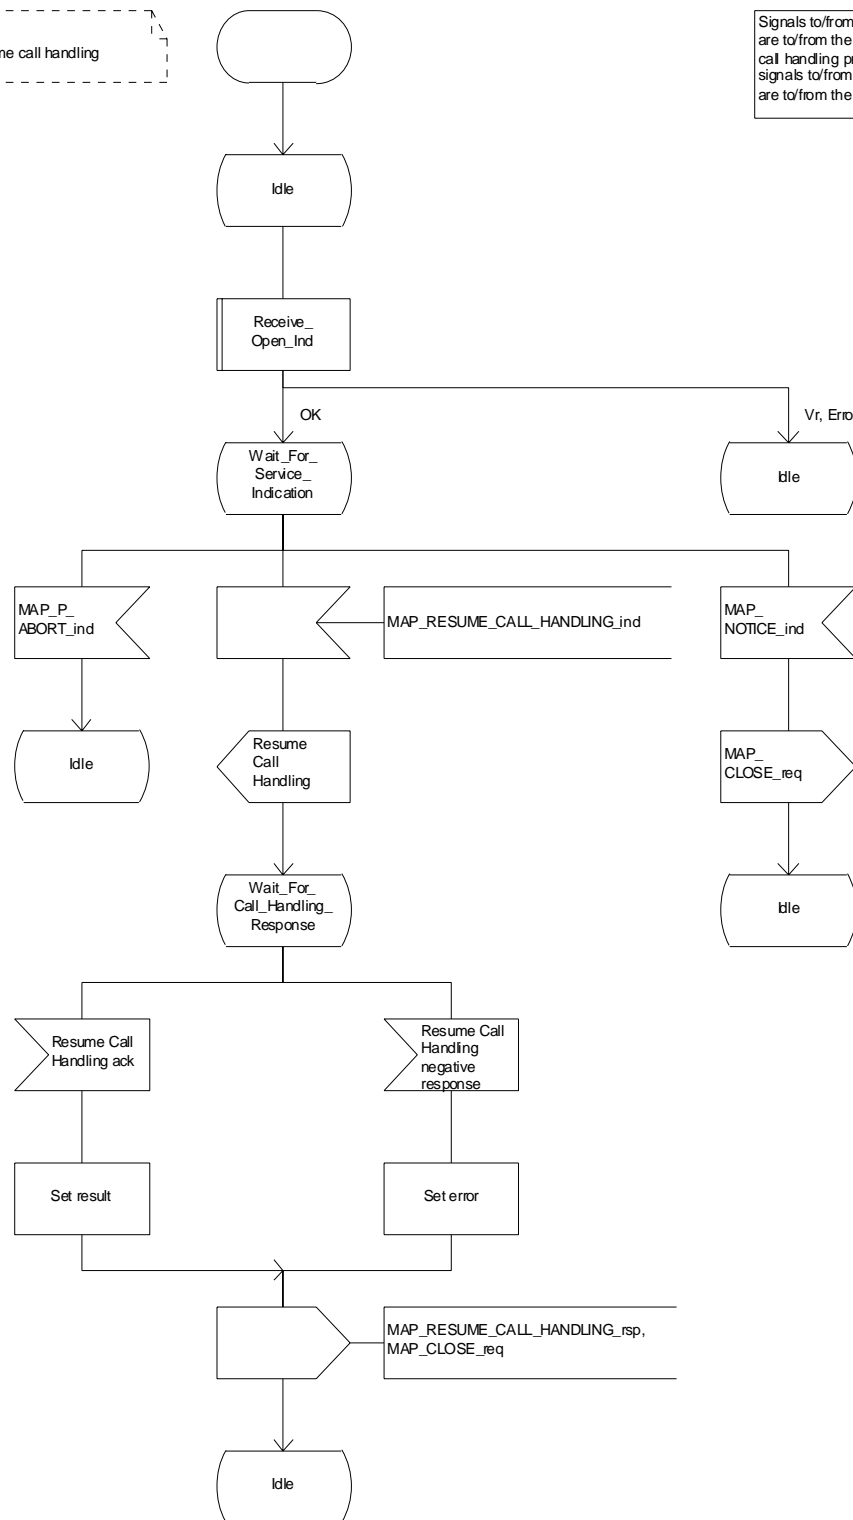 me call handling
Signals to/from
are to/from the
call handling pr
signals to/from
are to/from the
Idle
Receive_
Open_Ind
OK
Vr, Erro
Wait_For_
Service_
Indication
Idle
MAP_P_
ABORT_ind
MAP_RESUME_CALL_HANDLING_ind
MAP_
NOTICE_ind
Idle
Resume
Call
Handling
MAP_
CLOSE_req
Wait_For_
Call_Handling_
Response
Idle
Resume Call
Handling ack
Resume Call
Handling
negative
response
Set result
Set error
MAP_RESUME_CALL_HANDLING_rsp,
MAP_CLOSE_req
Idle